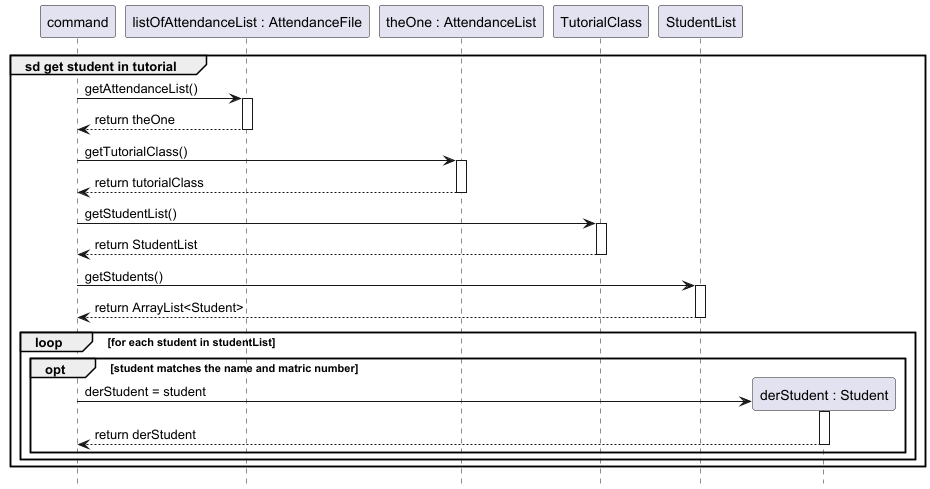 command
listOfAttendanceList : AttendanceFile
theOne : AttendanceList
TutorialClass
StudentList
sd get student in tutorial
getAttendanceList()
return theOne
getTutorialClass()
return tutorialClass
getStudentList()
return StudentList
getStudents()
return ArrayList<Student>
loop
[for each student in studentList]
opt
[student matches the name and matric number]
derStudent = student
derStudent : Student
return derStudent